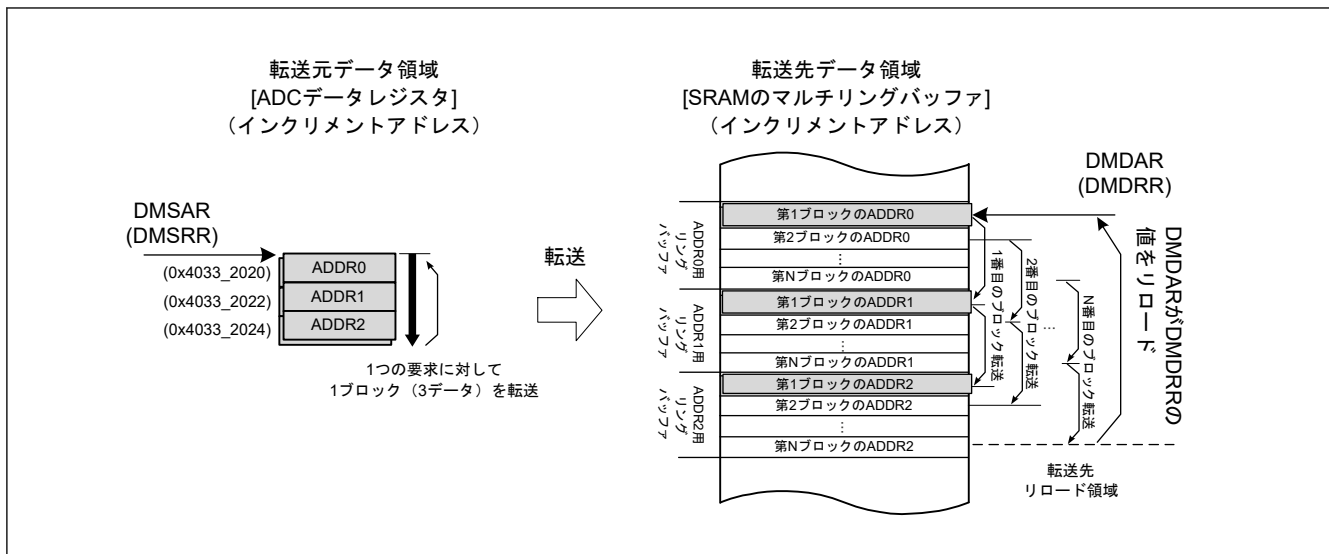 転送元データ領域
[ADCデータレジスタ]
（インクリメントアドレス）
DMSAR
(DMSRR)
(0x4033_2020)
ADDR0
(0x4033_2022)
ADDR1
(0x4033_2024)
ADDR2
1つの要求に対して
1ブロック（3データ）を転送
転送
転送先データ領域
[SRAMのマルチリングバッファ]
（インクリメントアドレス）
ADDR0用
リング
バッファ
第1ブロックのADDR0
第2ブロックのADDR0
…
第NブロックのADDR0
ADDR1用
リング
バッファ
第1ブロックのADDR1
第2ブロックのADDR1
…
第NブロックのADDR1
ADDR2用
リング
バッファ
第1ブロックのADDR2
第2ブロックのADDR2
…
第NブロックのADDR2
1番目のブロック転送
2番目のブロック転送
…
N番目のブロック転送
DMDAR
(DMDRR)
DMDARがDMDRRの
値をリロード
転送先
リロード領域